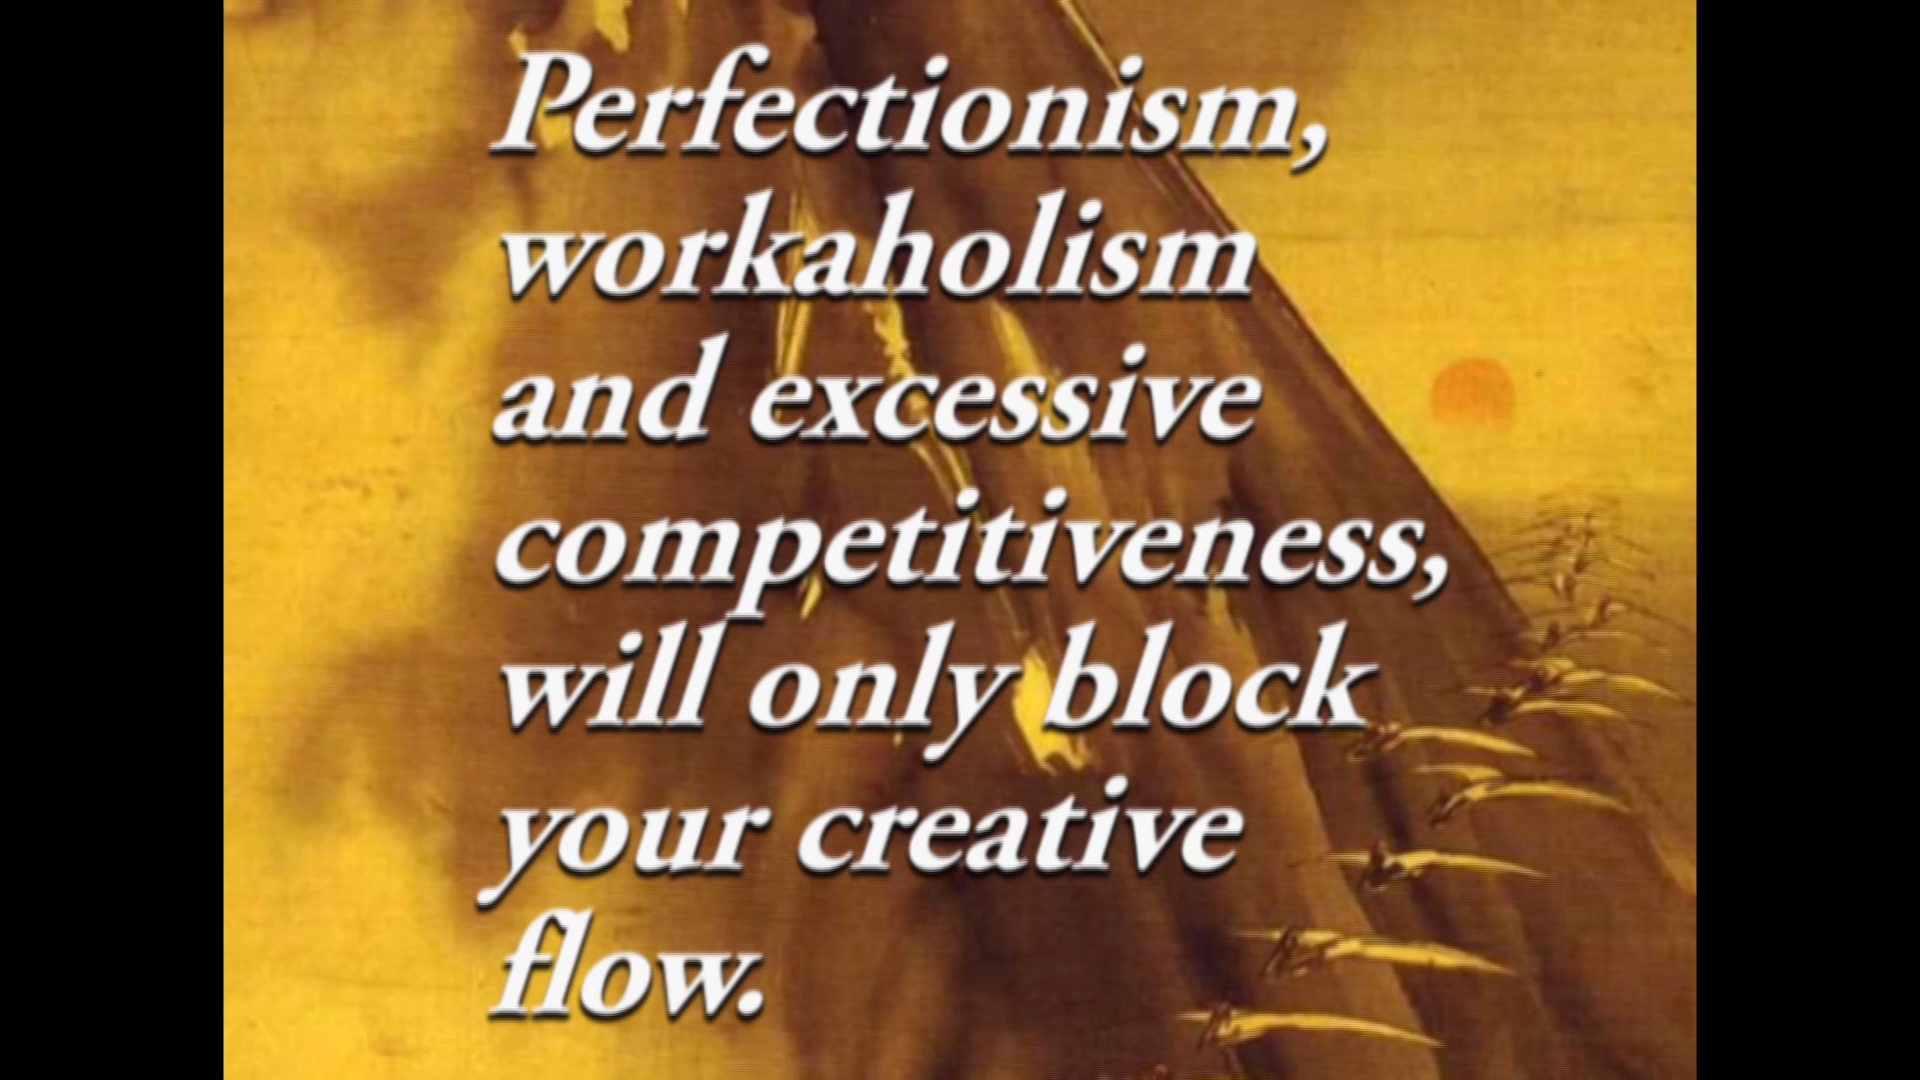 Perfectionism,
workaholism
and excessive
competitiveness,
will only block
your creative
flow.